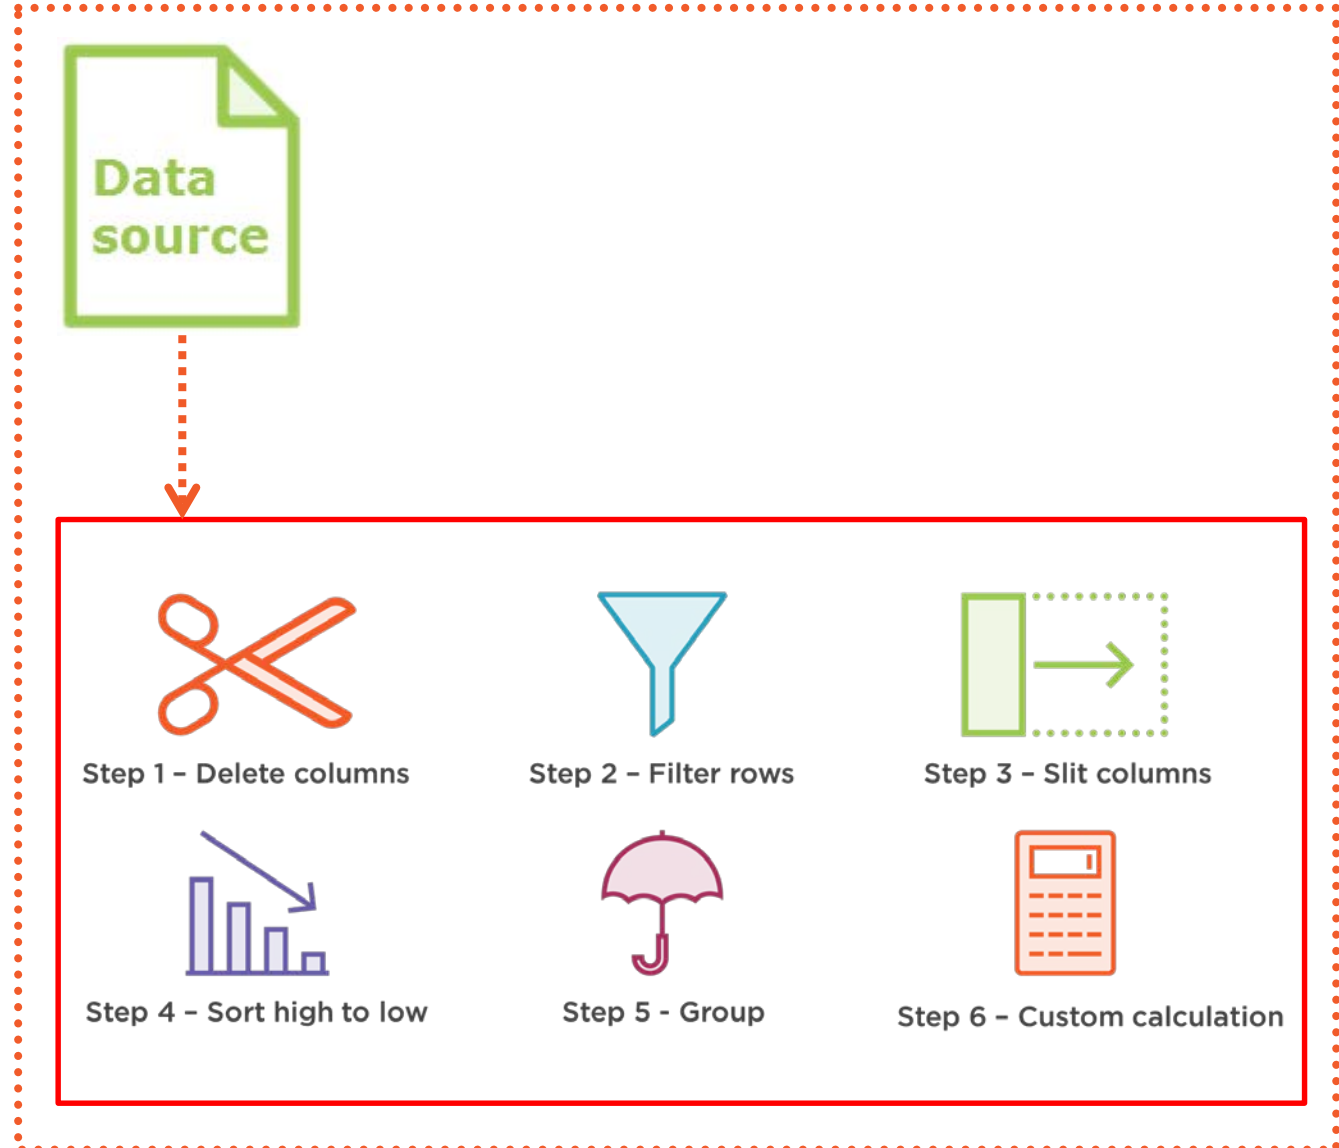 Data
source
Step 1 – Delete columns
Step 2 – Filter rows
Step 3 – Slit columns
Step 4 – Sort high to low
Step 5 - Group
Step 6 – Custom calculation